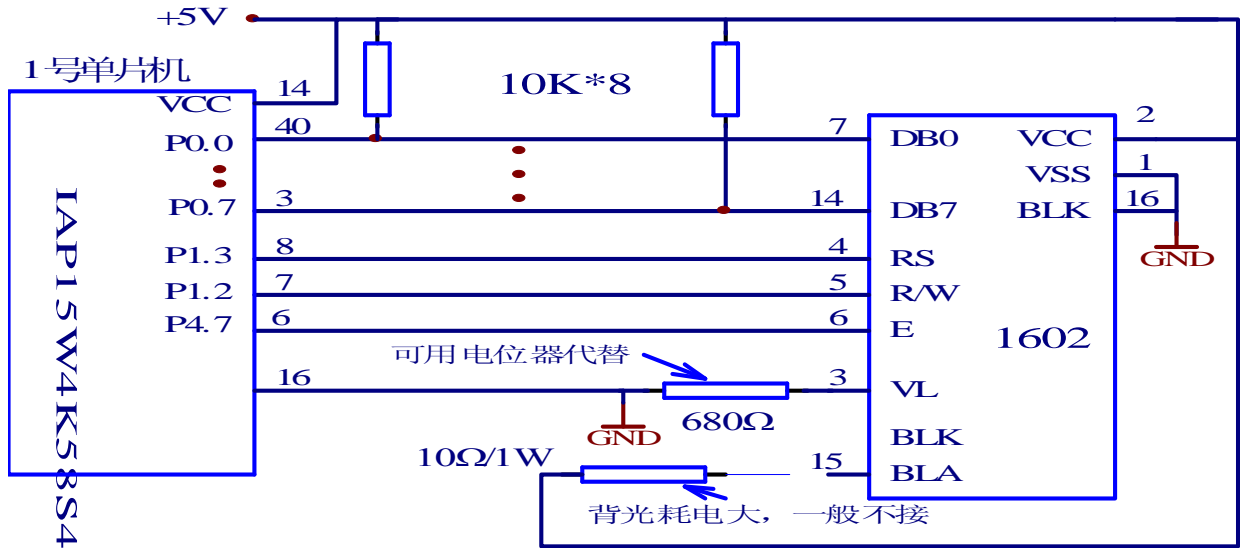 +5V
1号单片机
14
VCC
10K*8
40
P0.0
7
DB0
VCC
2
VSS
1
P0.7
3
14
DB7
BLK
16
GND
P1.3
8
4
RS
P1.2
7
5
R/W
P4.7
6
6
E
1602
可用电位器代替
16
3
VL
680Ω
GND
BLK
10Ω/1W
15
BLA
背光耗电大，一般不接
IAP15W4K58S4